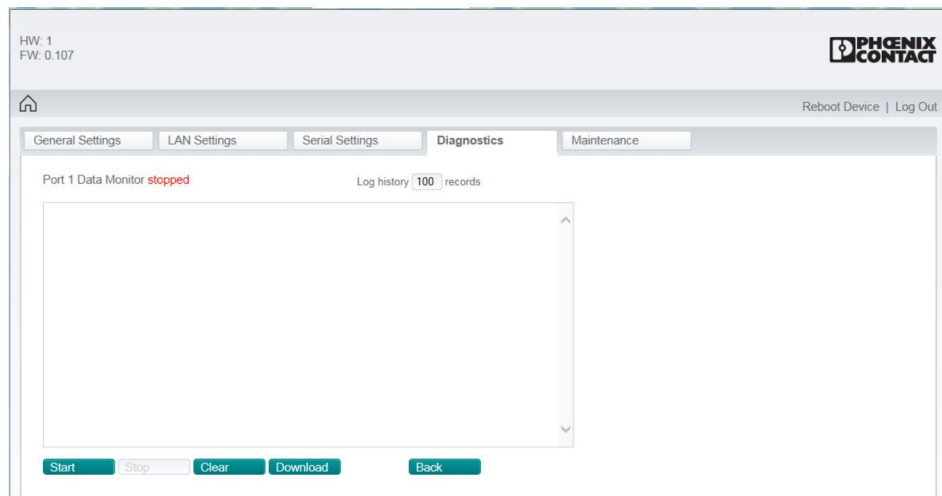 HW: 1
FW: 0.107
PHŒNIX
CONTACT
Reboot Device | Log Out
General Settings LAN Settings Serial Settings Diagnostics Maintenance
Port 1 Data Monitor stopped Log history 100 records
Start Stop Clear Download Back